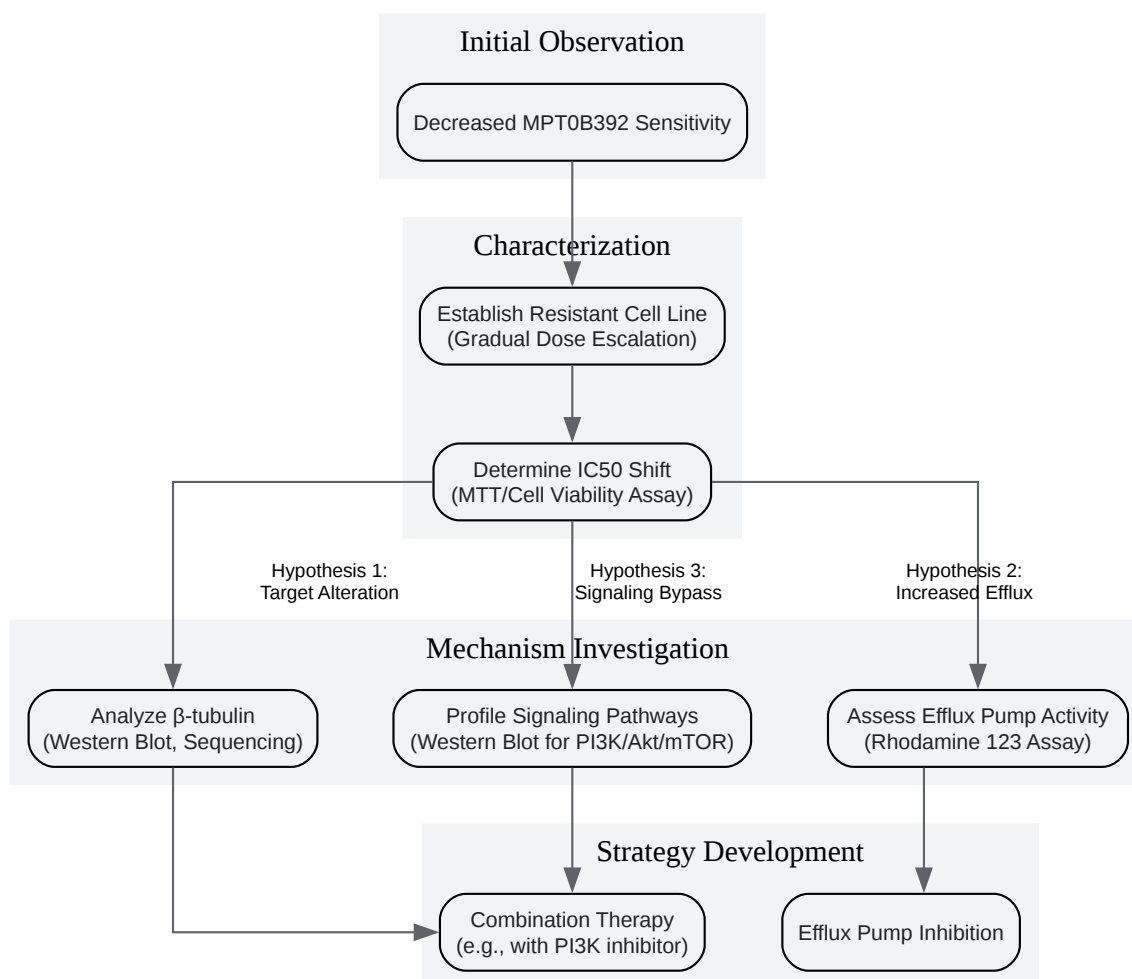 Initial Observation
Decreased MPT0B392 Sensitivity
Characterization
Establish Resistant Cell Line
(Gradual Dose Escalation)
Determine IC50 Shift
(MTT/Cell Viability Assay)
Hypothesis 1:
Target Alteration
Hypothesis 3:
Signaling Bypass
Hypothesis 2:
Increased Efflux
Mechanism Investigation
Analyze β-tubulin
(Western Blot, Sequencing)
Profile Signaling Pathways
(Western Blot for PI3K/Akt/mTOR)
Assess Efflux Pump Activity
(Rhodamine 123 Assay)
Strategy Development
Combination Therapy
(e.g., with PI3K inhibitor)
Efflux Pump Inhibition